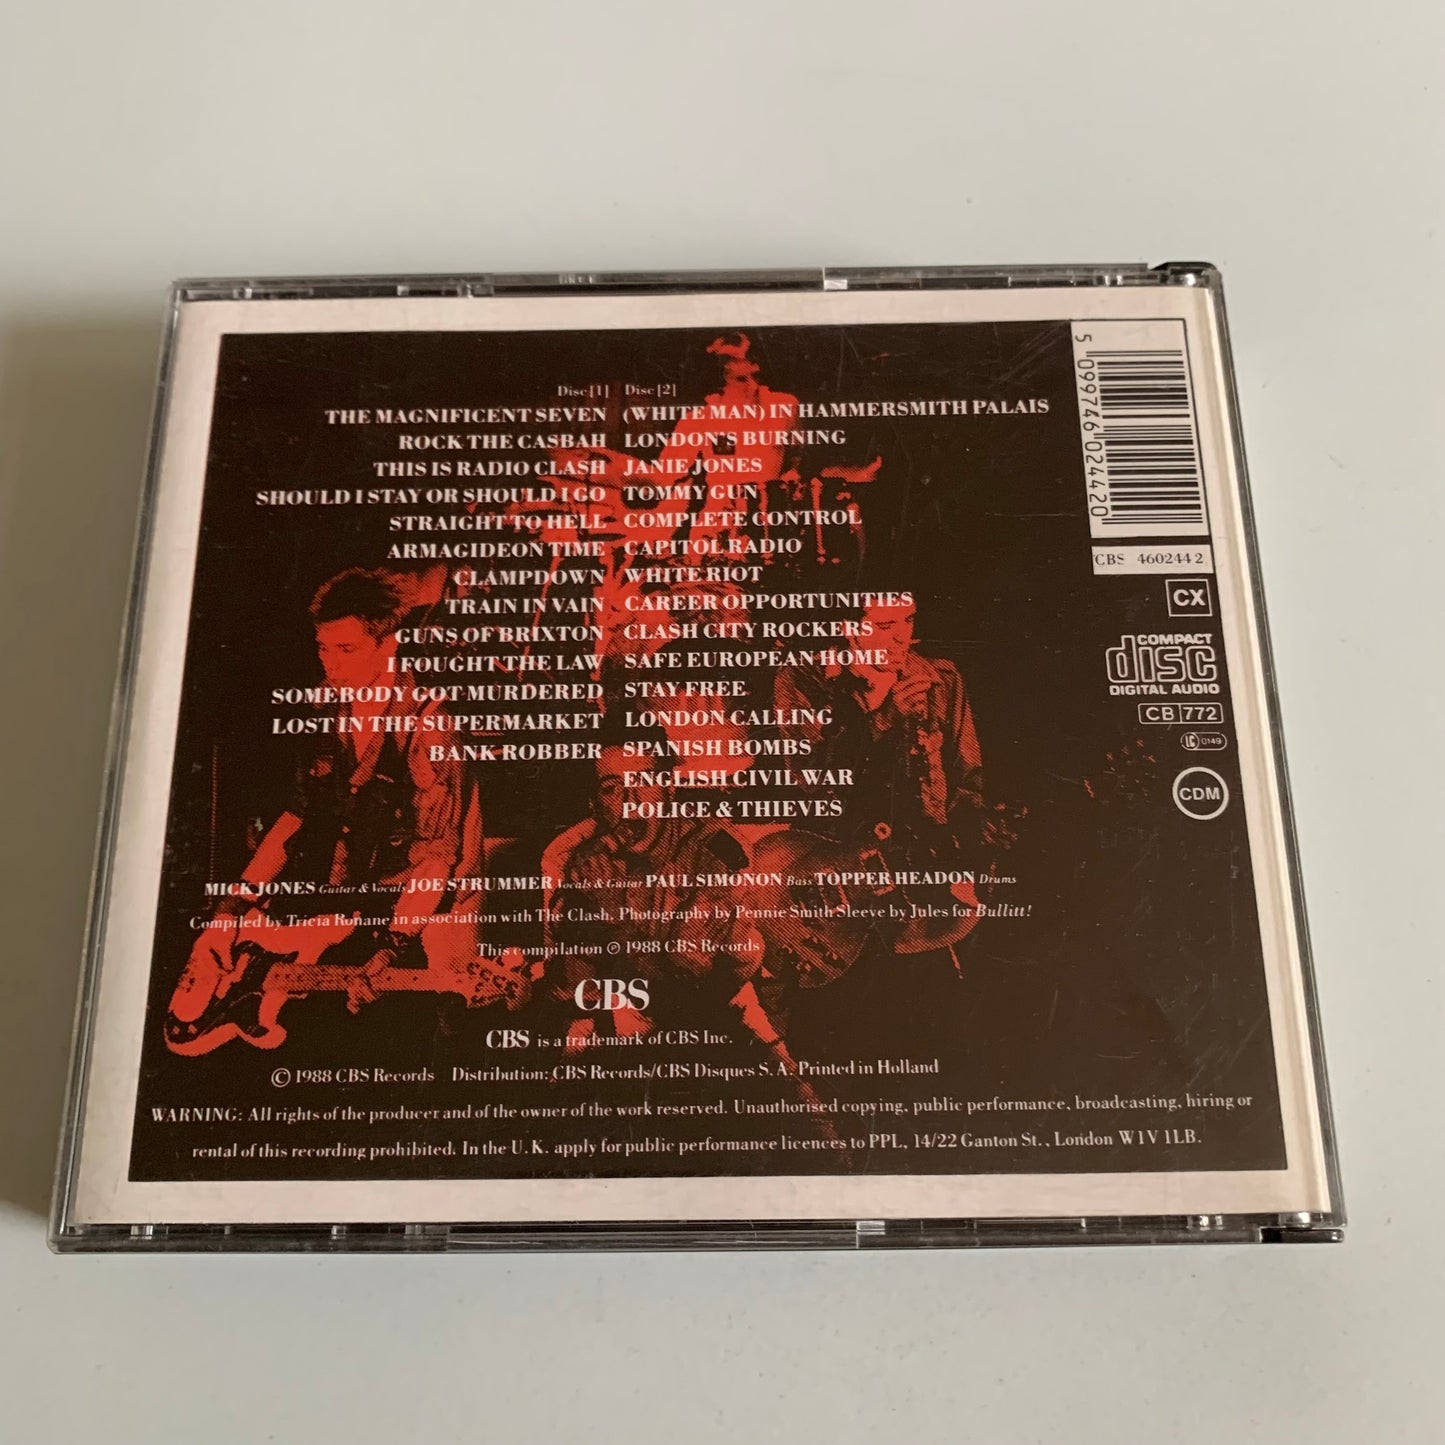 Disc [1]
THE MAGNIFICENT SEVEN
ROCK THE CASBAH
THIS IS RADIO CLASH
SHOULD I STAY OR SHOULD I GO
STRAIGHT TO HELL
ARMAGIDEON TIME
CLAMPDOWN
TRAIN IN VAIN
GUNS OF BRIXTON
I FOUGHT THE LAW
SOMEBODY GOT MURDERED
LOST IN THE SUPERMARKET
BANK ROBBER
Disc [2]
(WHITE MAN) IN HAMMERSMITH PALAIS
LONDON'S BURNING
JANIE JONES
TOMMY GUN
COMPLETE CONTROL
CAPITOL RADIO
WHITE RIOT
CAREER OPPORTUNITIES
CLASH CITY ROCKERS
SAFE EUROPEAN HOME
STAY FREE
LONDON CALLING
SPANISH BOMBS
ENGLISH CIVIL WAR
POLICE & THIEVES
5 099746 024420
CBS 460244 2
CX
COMPACT
disc
DIGITAL AUDIO
CB 772
LC 0149
CDM
MICK JONES Guitar & Vocals JOE STRUMMER Vocals & Guitar PAUL SIMONON Bass TOPPER HEADON Drums
Compiled by Tricia Ronane in association with The Clash. Photography by Pennie Smith Sleeve by Jules for Bullitt!
This compilation ℗ 1988 CBS Records
CBS
CBS is a trademark of CBS Inc.
© 1988 CBS Records Distribution: CBS Records/CBS Disques S.A. Printed in Holland
WARNING: All rights of the producer and of the owner of the work reserved. Unauthorised copying, public performance, broadcasting, hiring or
rental of this recording prohibited. In the U.K. apply for public performance licences to PPL, 14/22 Ganton St., London W1V 1LB.